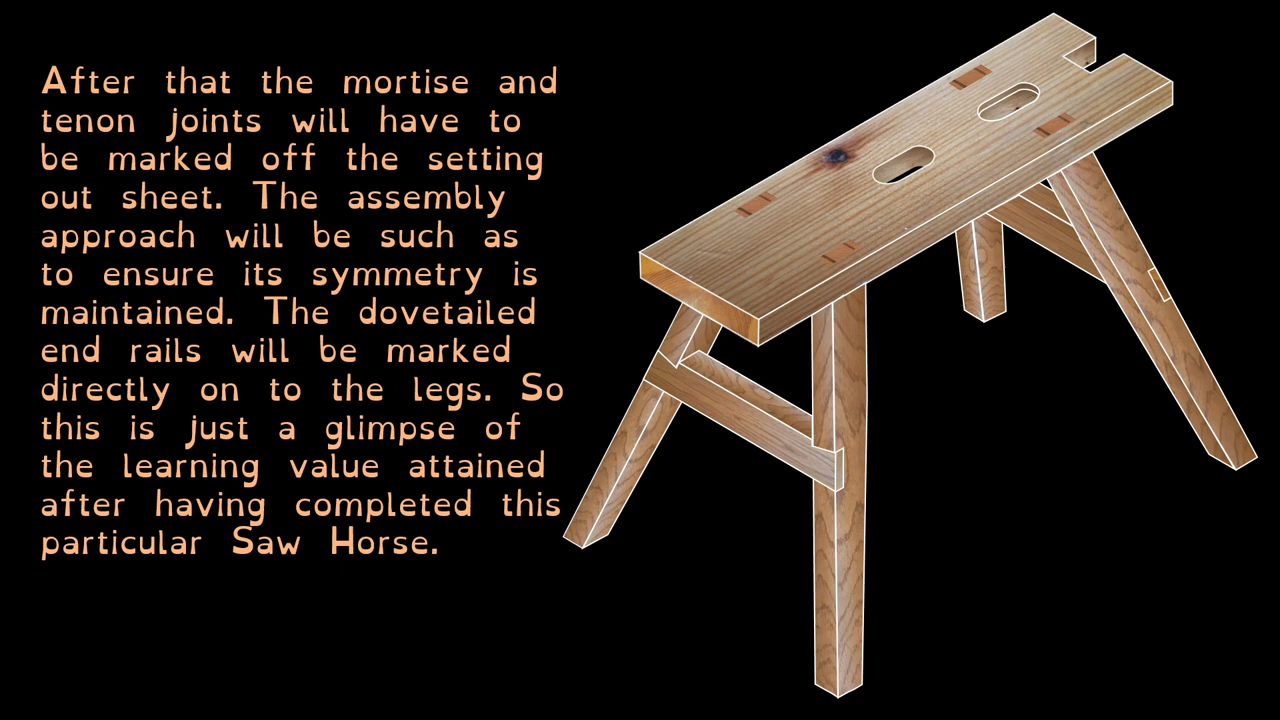 After that the mortise and
tenon joints will have to
be marked off the setting
out sheet. The assembly
approach will be such as
to ensure its symmetry is
maintained. The dovetailed
end rails will be marked
directly on to the legs. So
this is just a glimpse of
the learning value attained
after having completed this
particular Saw Horse.